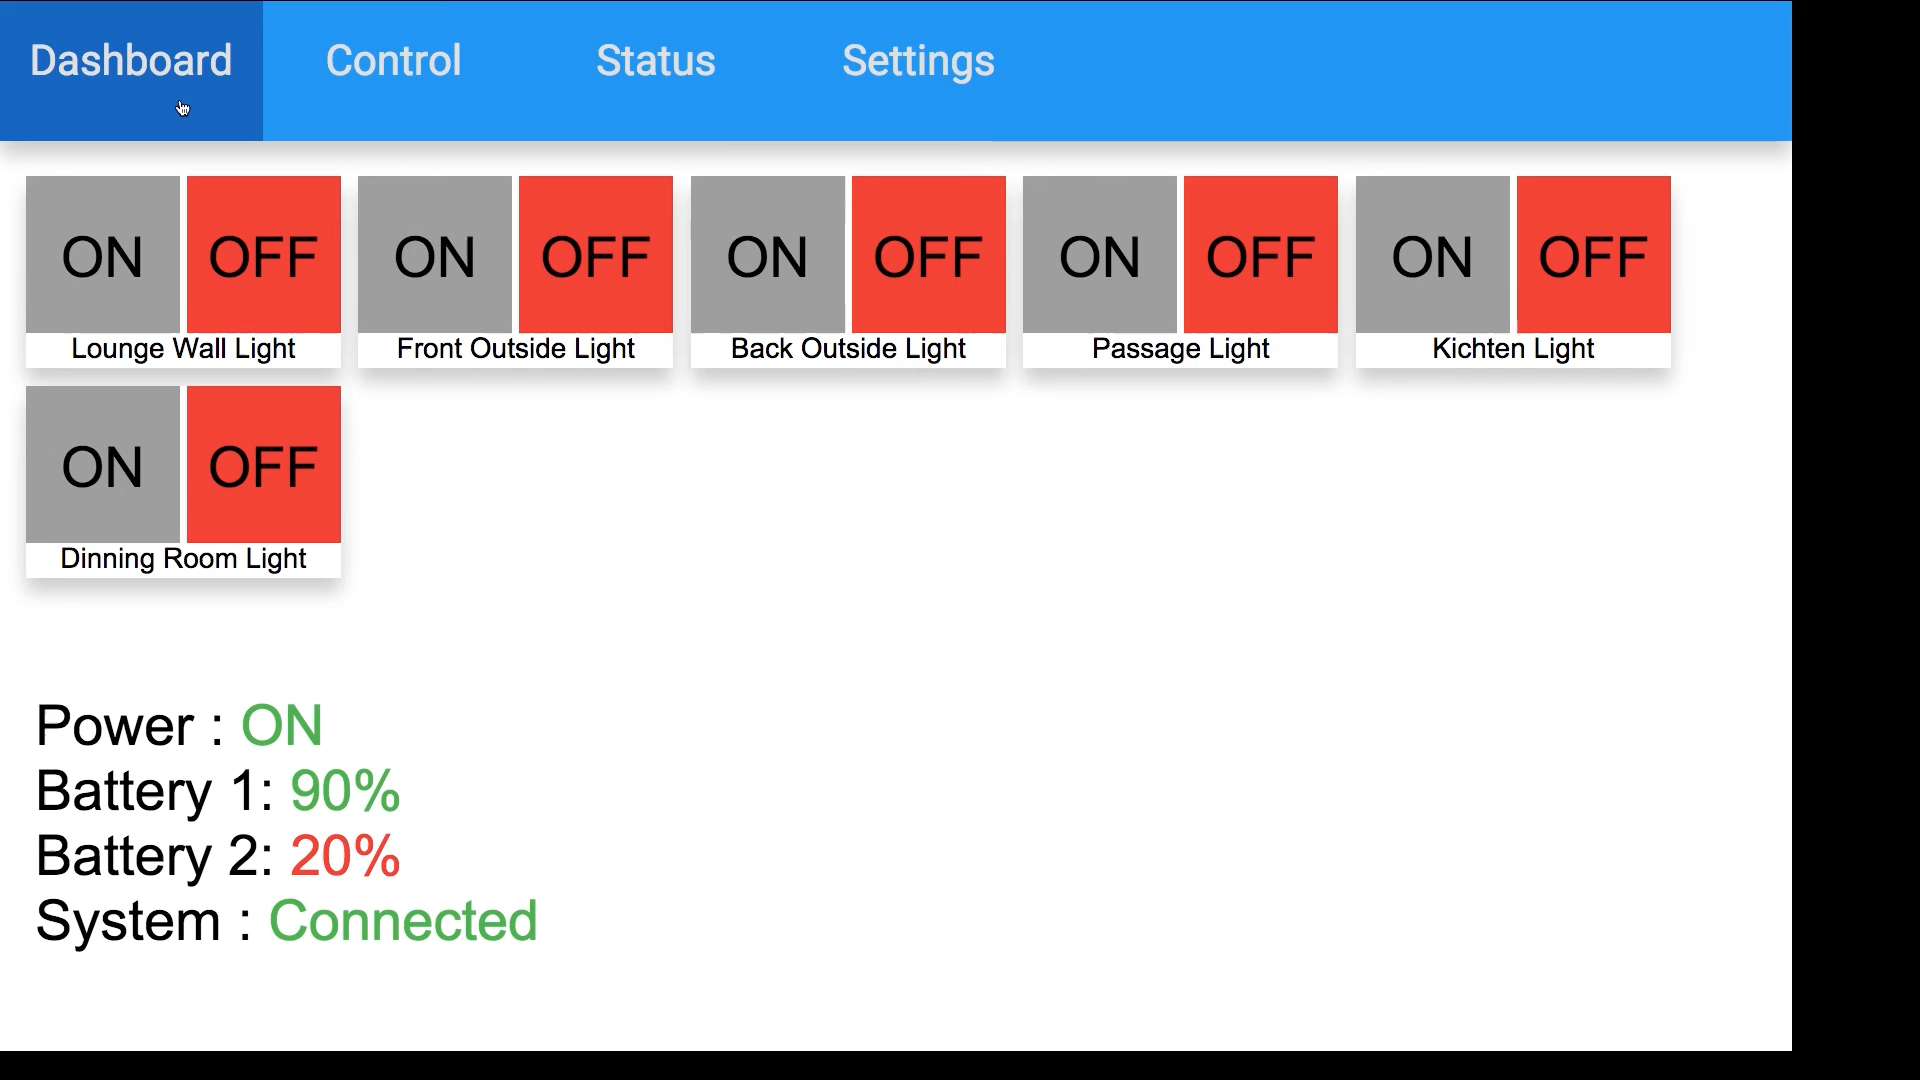 Dashboard Control Status Settings
ON OFF ON OFF ON OFF ON OFF ON OFF
Lounge Wall Light Front Outside Light Back Outside Light Passage Light Kichten Light
ON OFF
Dinning Room Light
Power : ON
Battery 1: 90%
Battery 2: 20%
System : Connected